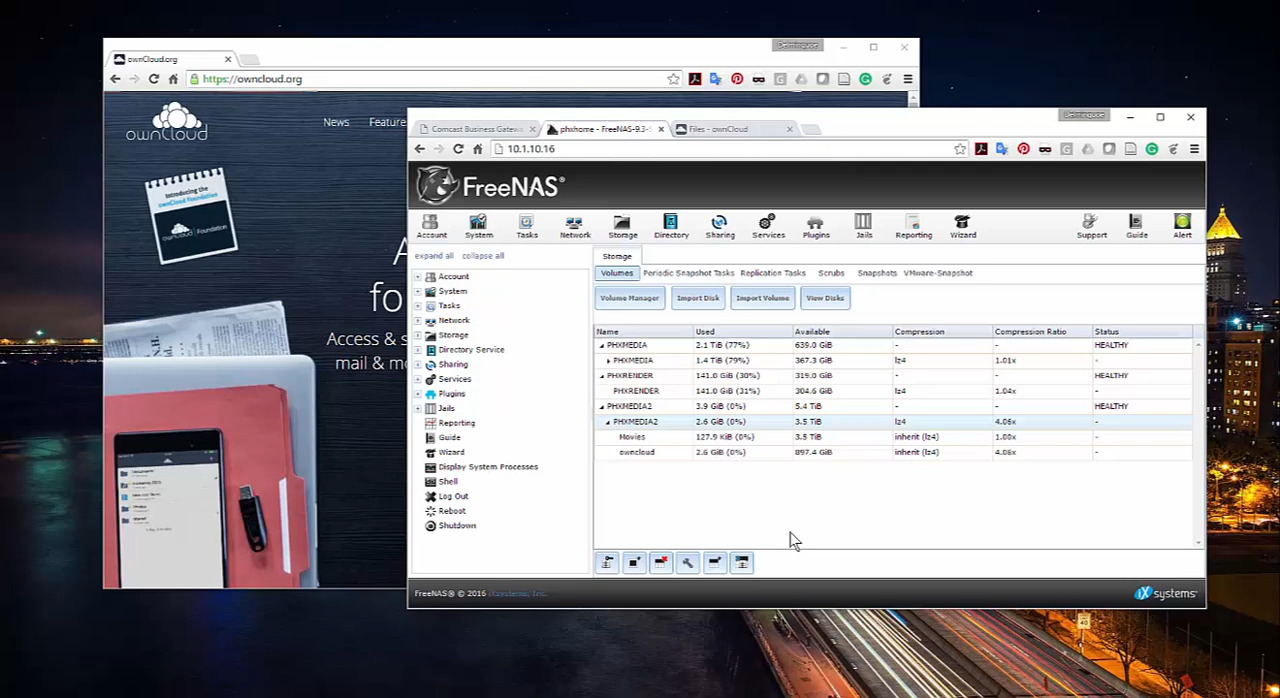 ownCloud.org
Delminquoe
https://ownCloud.org
ownCloud
News Feature
Introducing the
ownCloud Foundation
ownCloud Foundation
A
fo
Access & s
mail & mo
Delminquoe
Comcast Business Gatew
phxhome - FreeNAS-9.3-S
Files - ownCloud
10.1.10.16
FreeNAS®
Account System Tasks Network Storage Directory Sharing Services Plugins Jails Reporting Wizard Support Guide Alert
expand all collapse all
Account
System
Tasks
Network
Storage
Directory Service
Sharing
Services
Plugins
Jails
Reporting
Guide
Wizard
Display System Processes
Shell
Log Out
Reboot
Shutdown
Storage
Volumes Periodic Snapshot Tasks Replication Tasks Scrubs Snapshots VMware-Snapshot
Volume Manager Import Disk Import Volume View Disks
Name Used Available Compression Compression Ratio Status
PHXMEDIA 2.1 TiB (77%) 639.0 GiB - - HEALTHY
PHXMEDIA 1.4 TiB (79%) 367.3 GiB lz4 1.01x -
PHXRENDER 141.0 GiB (30%) 319.0 GiB - - HEALTHY
PHXRENDER 141.0 GiB (31%) 304.6 GiB lz4 1.04x -
PHXMEDIA2 3.9 GiB (0%) 5.4 TiB - - HEALTHY
PHXMEDIA2 2.6 GiB (0%) 3.5 TiB lz4 4.06x -
Movies 127.9 KiB (0%) 3.5 TiB inherit (lz4) 1.00x -
owncloud 2.6 GiB (0%) 897.4 GiB inherit (lz4) 4.06x -
FreeNAS® © 2016 iXsystems, Inc.
iXsystems
40